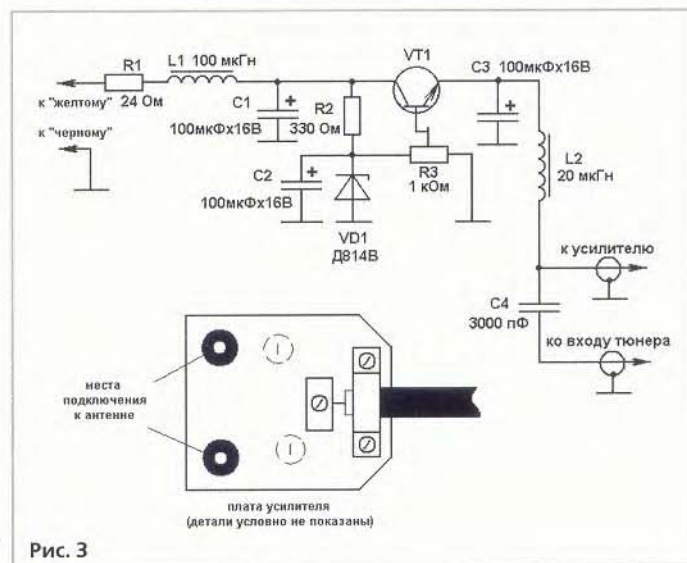 R1
24 Ом
L1 100 мкГн
VT1
C3 100мкФх16В
к "желтому"
к "черному"
C1
100мкФх16В
R2
330 Ом
+
+
C2
100мкФх16В
+
R3
1 кОм
VD1
Д814В
L2
20 мкГн
к усилителю
C4
3000 пФ
ко входу тюнера
места
подключения
к антенне
плата усилителя
(детали условно не показаны)
Рис. 3